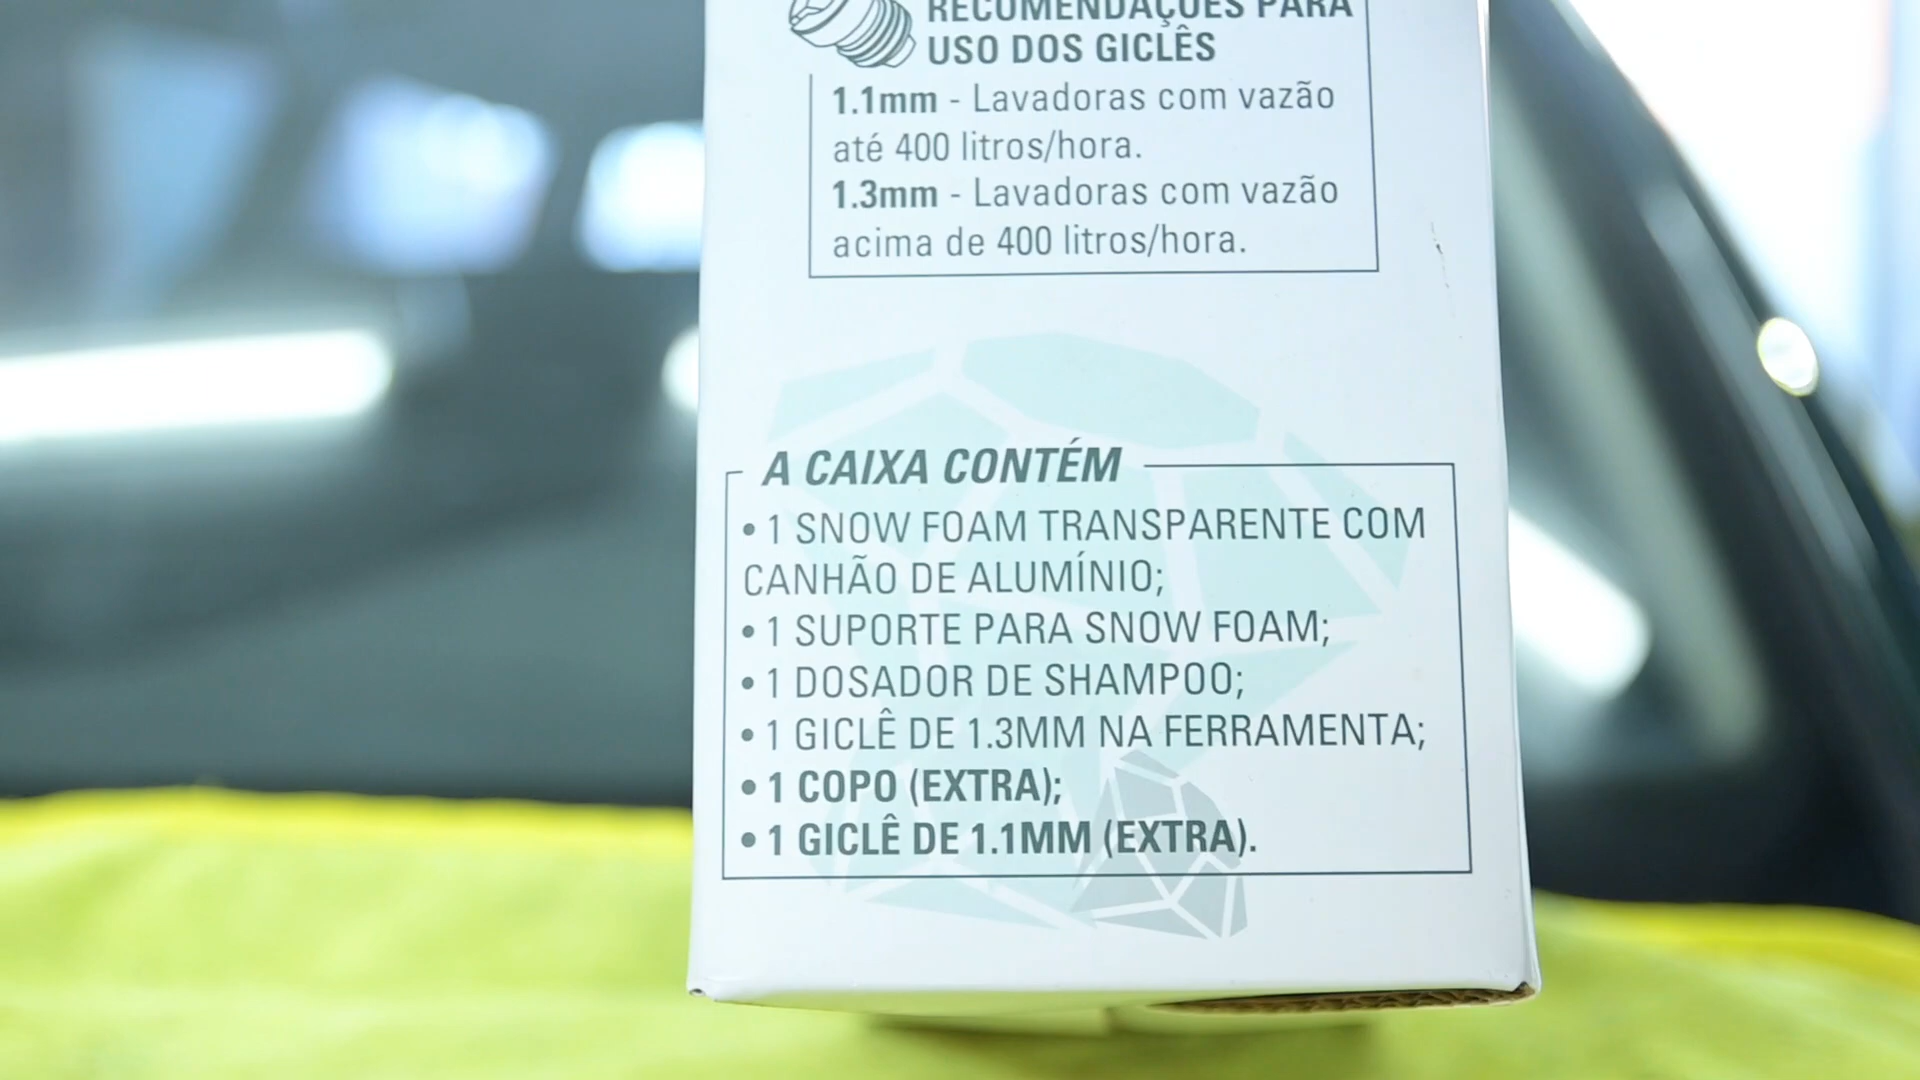 RECOMENDAÇÕES PARA
USO DOS GICLÊS
1.1mm - Lavadoras com vazão
até 400 litros/hora.
1.3mm - Lavadoras com vazão
acima de 400 litros/hora.
A CAIXA CONTÉM
• 1 SNOW FOAM TRANSPARENTE COM
CANHÃO DE ALUMÍNIO;
• 1 SUPORTE PARA SNOW FOAM;
• 1 DOSADOR DE SHAMPOO;
• 1 GICLÊ DE 1.3MM NA FERRAMENTA;
• 1 COPO (EXTRA);
• 1 GICLÊ DE 1.1MM (EXTRA).